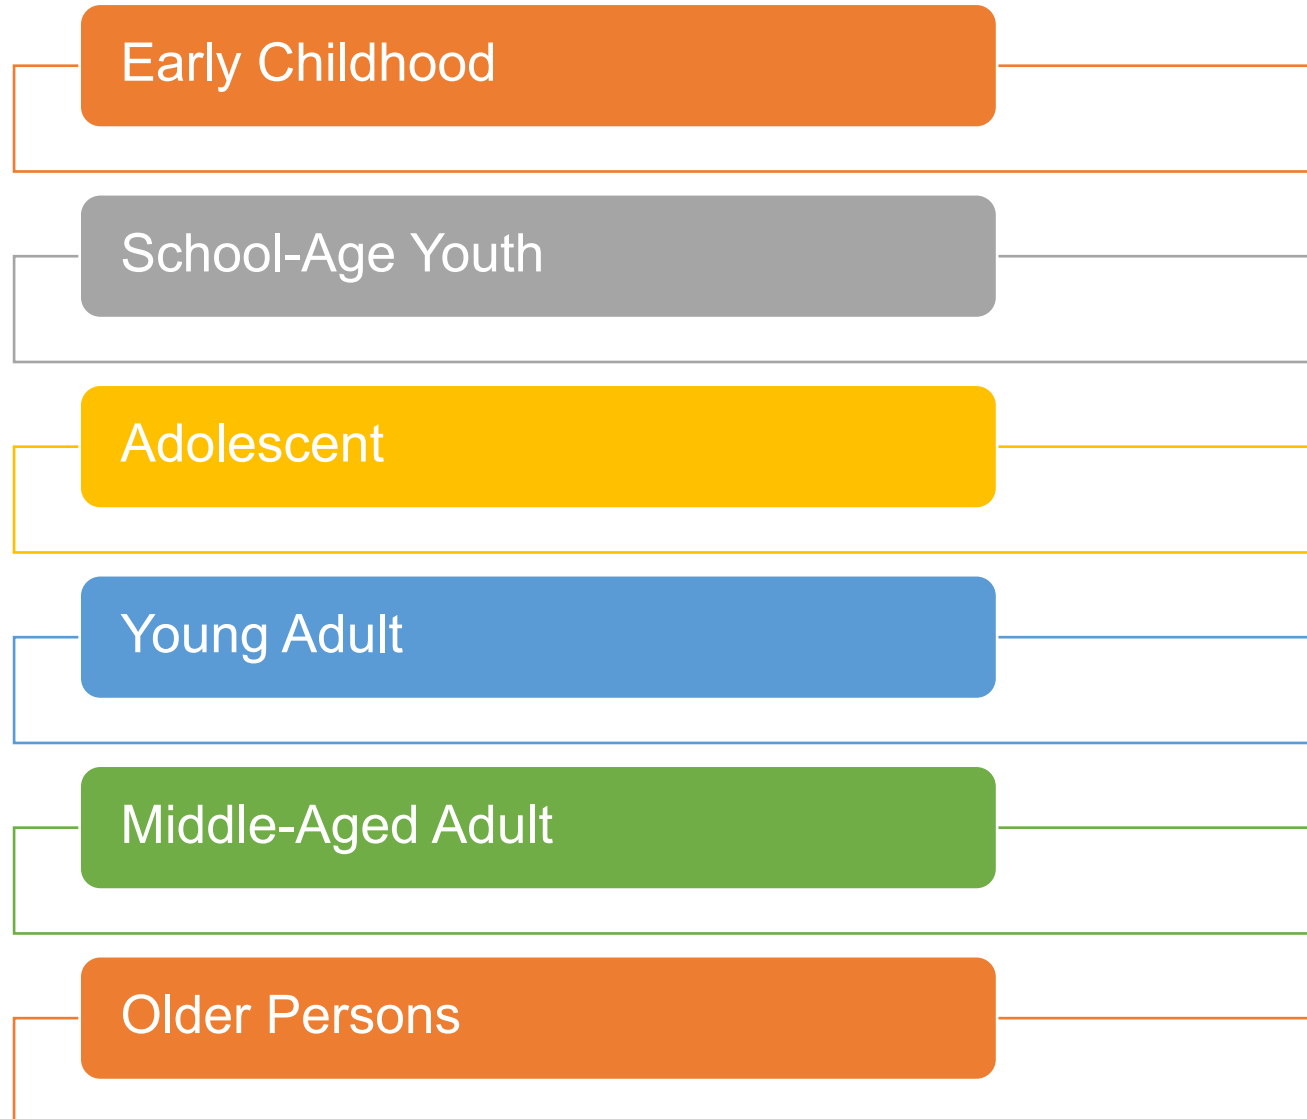 Early Childhood
School-Age Youth
Adolescent
Young Adult
Middle-Aged Adult
Older Persons